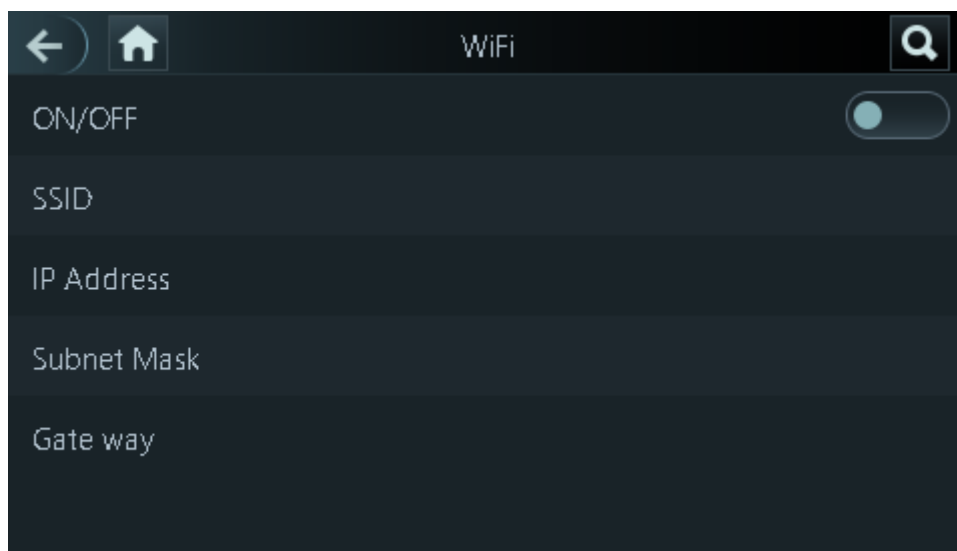 WiFi
ON/OFF
SSID
IP Address
Subnet Mask
Gate way